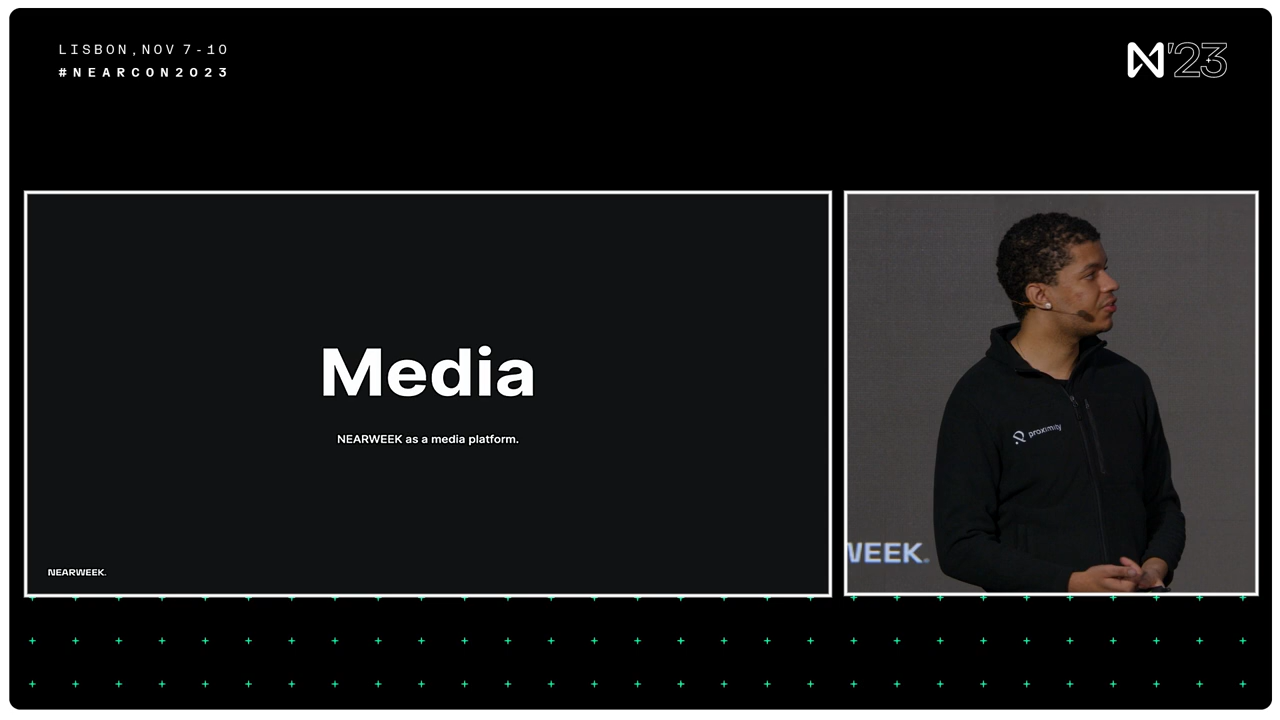 LISBON, NOV 7-10
#NEARCON2023
N'23
Media
NEARWEEK as a media platform.
NEARWEEK.
proximity
WEEK.